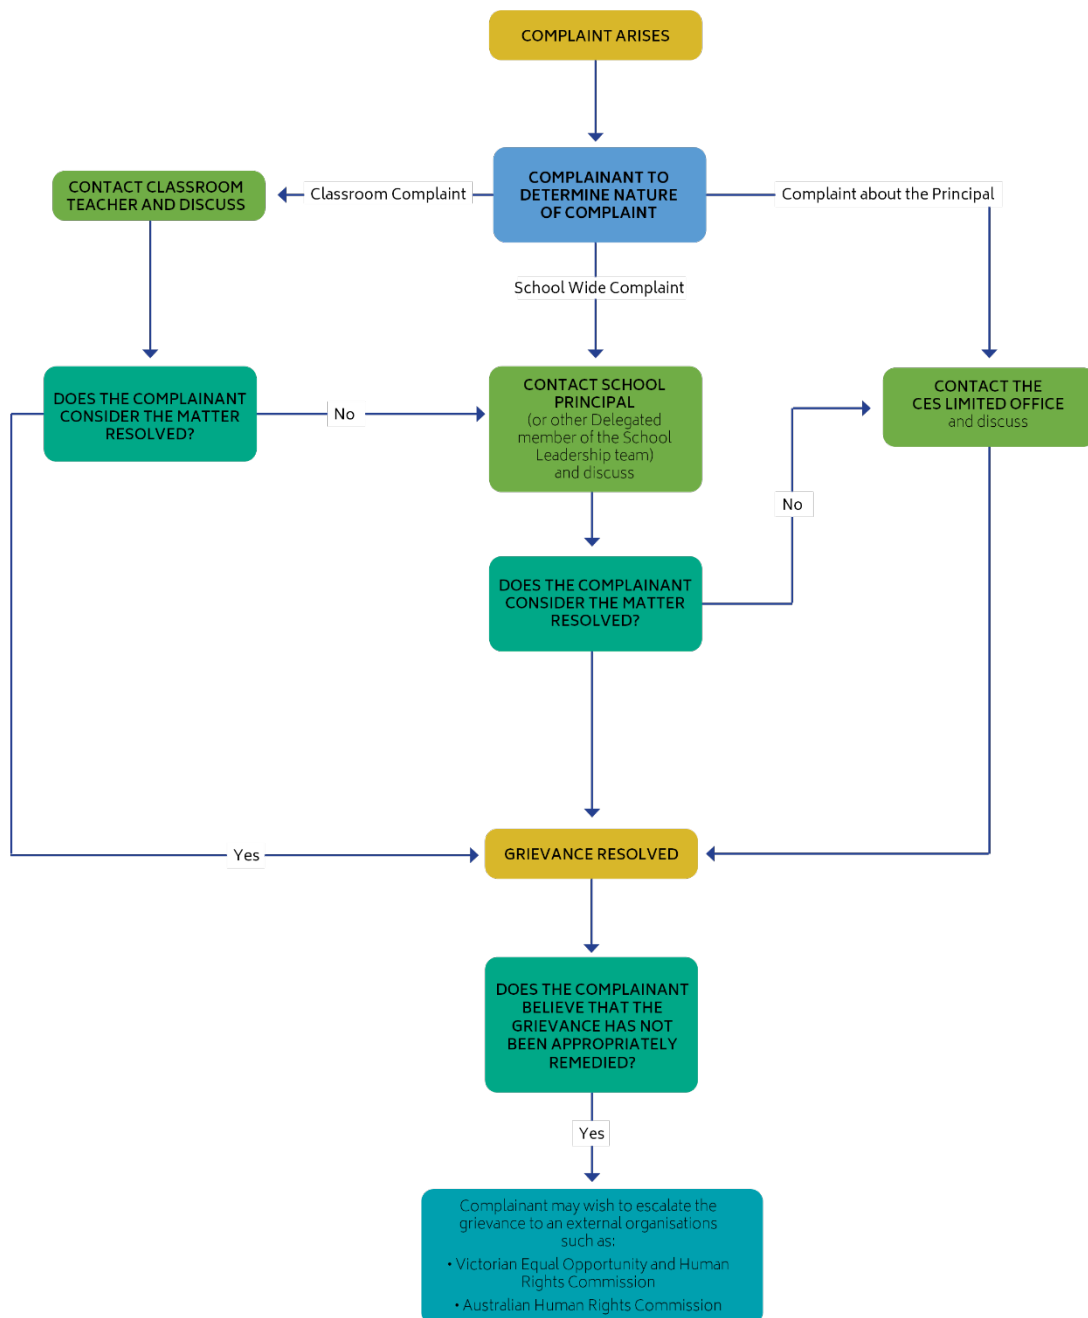 COMPLAINT ARISES
COMPLAINANT TO
DETERMINE NATURE
OF COMPLAINT
CONTACT CLASSROOM
TEACHER AND DISCUSS
Classroom Complaint
Complaint about the Principal
School Wide Complaint
DOES THE COMPLAINANT
CONSIDER THE MATTER
RESOLVED?
No
CONTACT SCHOOL
PRINCIPAL
(or other Delegated
member of the School
Leadership team)
and discuss
CONTACT THE
CES LIMITED OFFICE
and discuss
No
DOES THE COMPLAINANT
CONSIDER THE MATTER
RESOLVED?
Yes
GRIEVANCE RESOLVED
DOES THE COMPLAINANT
BELIEVE THAT THE
GRIEVANCE HAS NOT
BEEN APPROPRIATELY
REMEDIED?
Yes
Complainant may wish to escalate the
grievance to an external organisations
such as:
• Victorian Equal Opportunity and Human
Rights Commission
• Australian Human Rights Commission